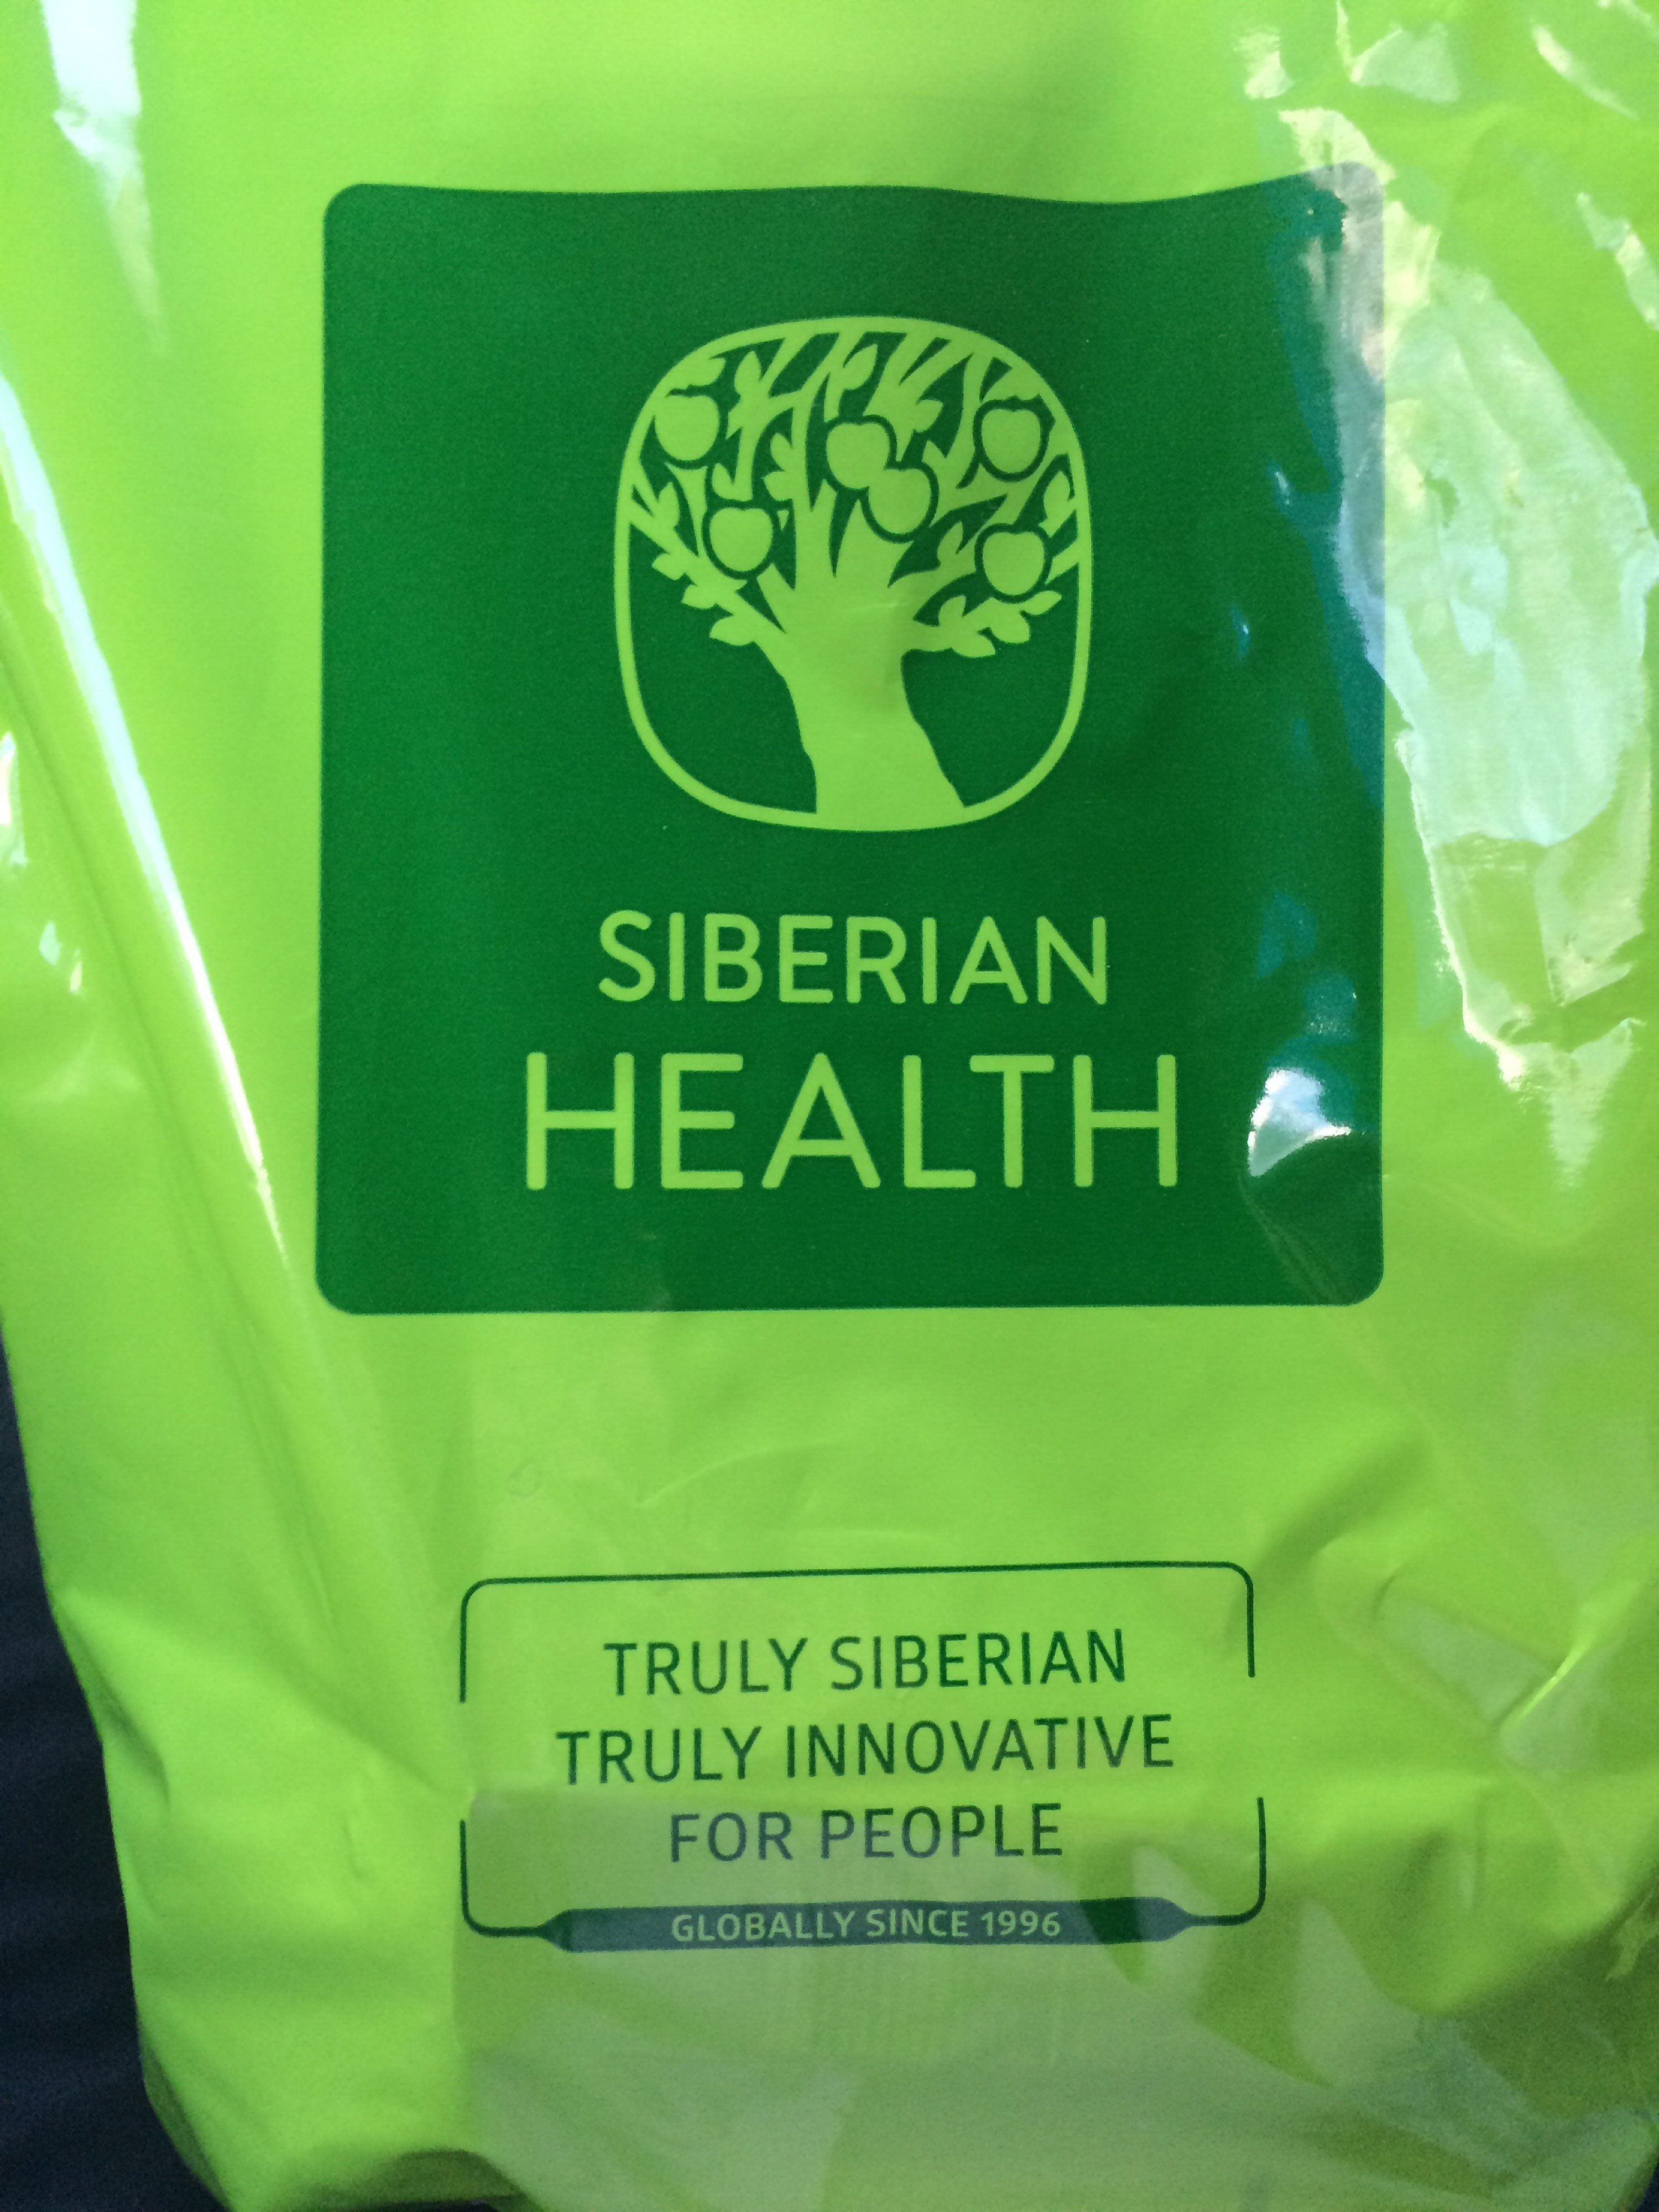 SIBERIAN
HEALTH
TRULY SIBERIAN
TRULY INNOVATIVE
FOR PEOPLE
GLOBALLY SINCE 1996